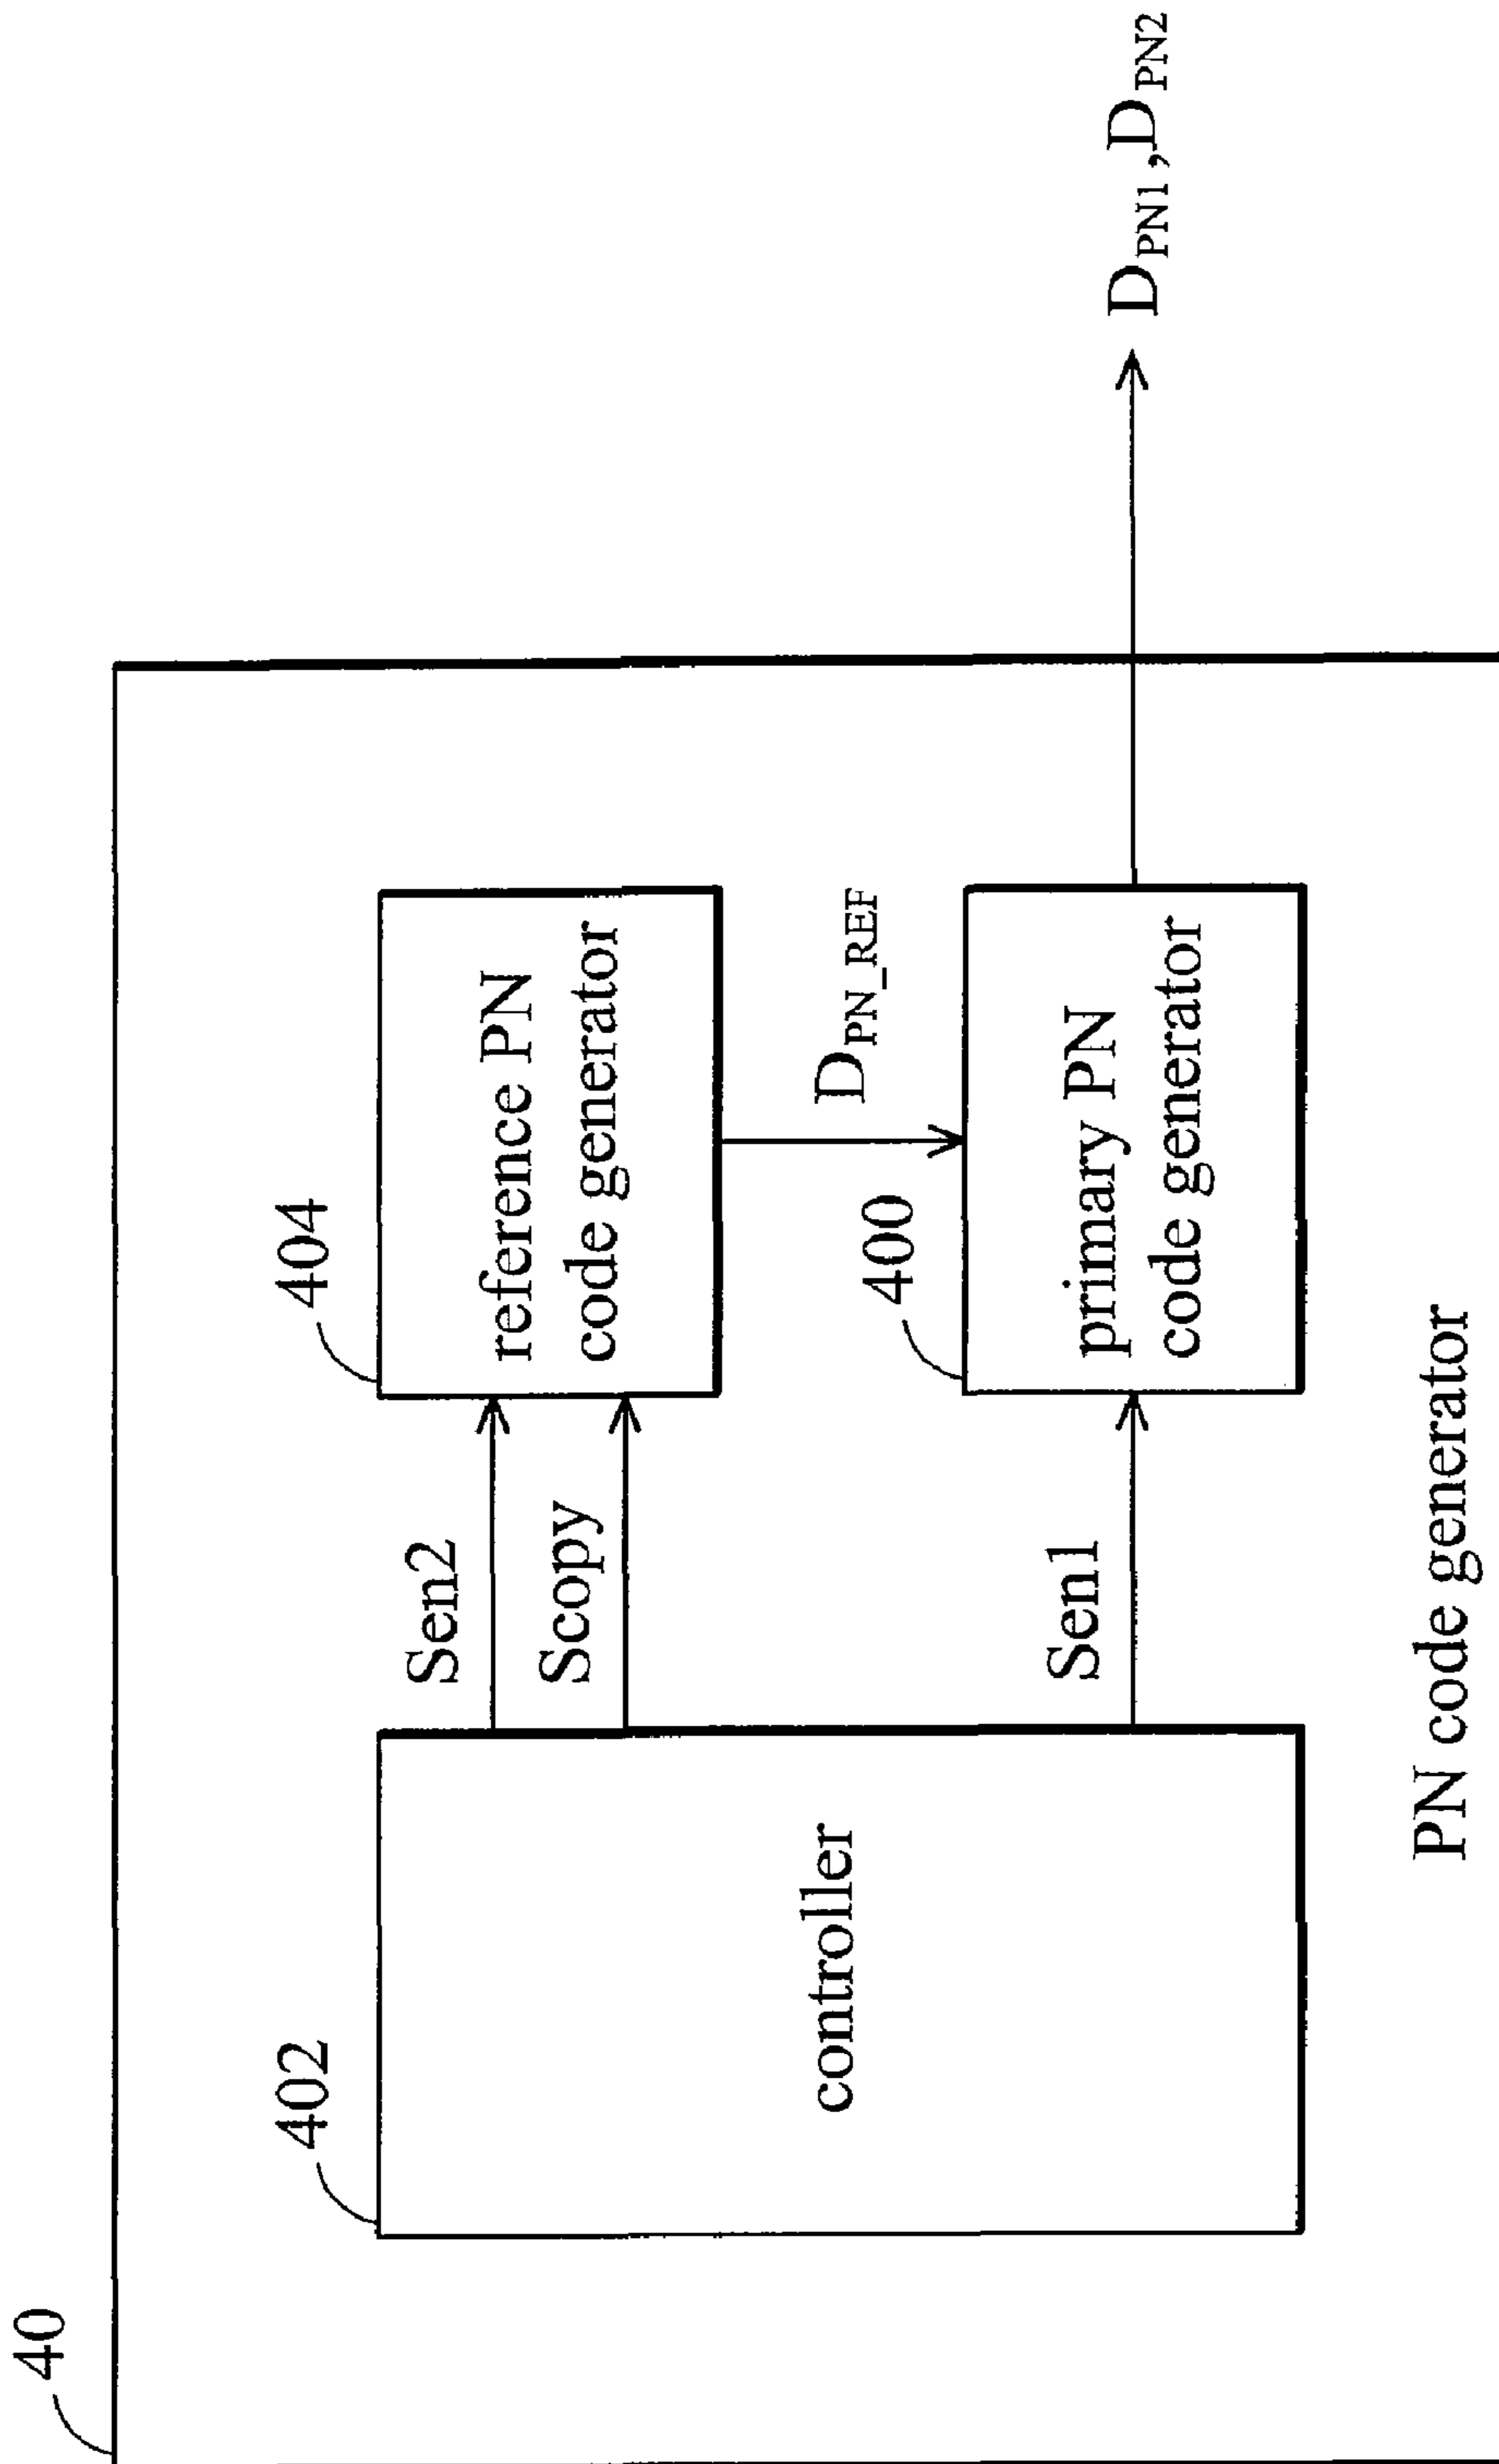 40
402
404
controller
Sen2
Scopy
Sen1
reference PN
code generator
D_PN_REF
400
primary PN
code generator
D_PN1,D_PN2
PN code generator